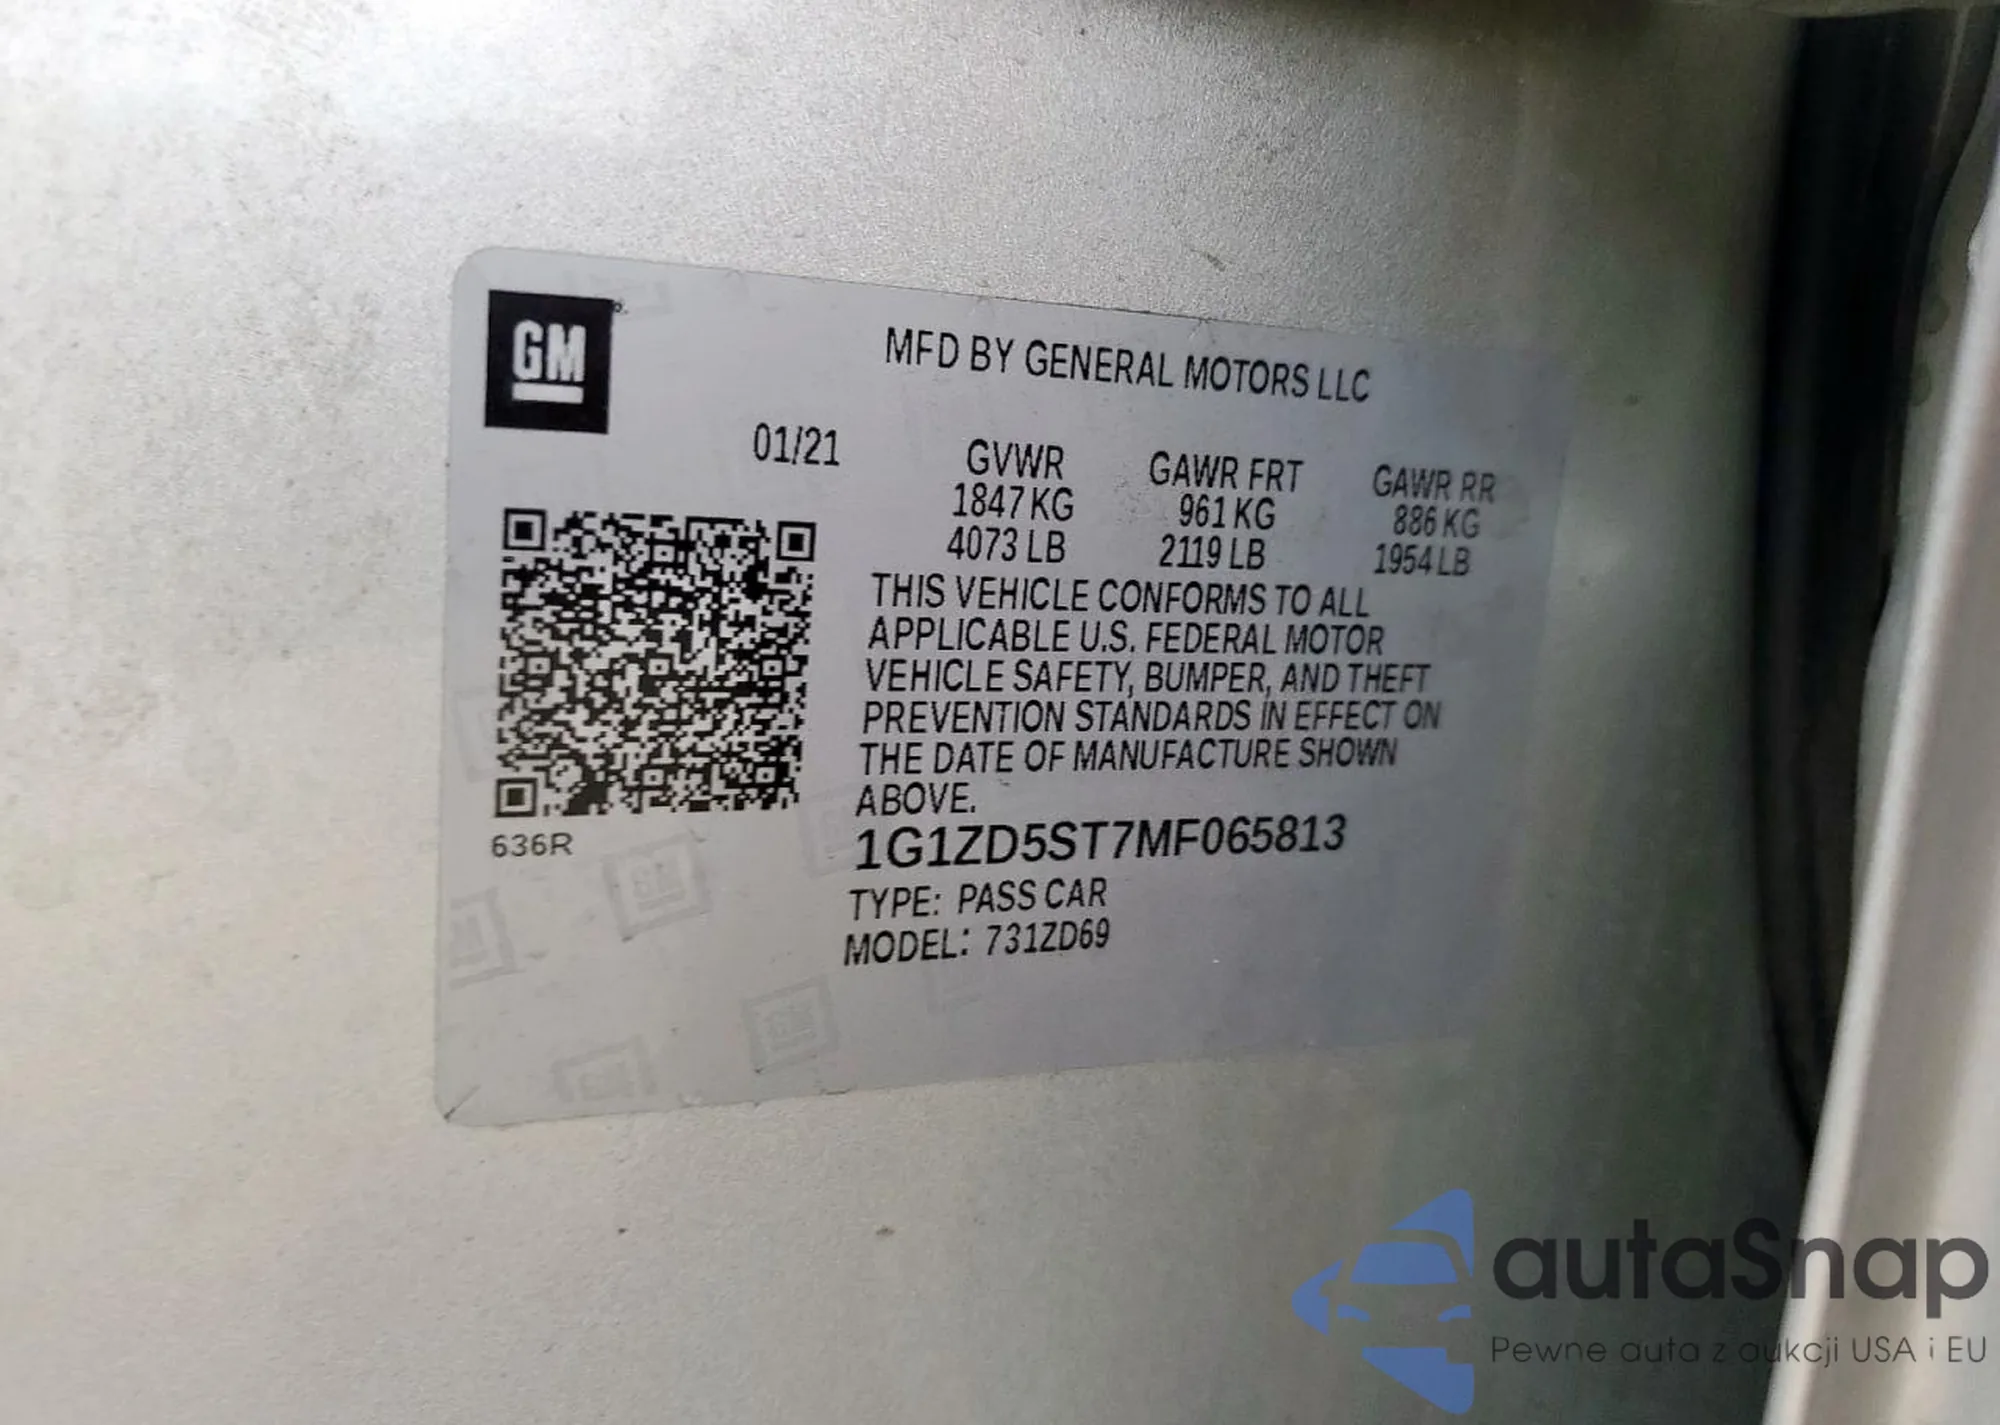 GM
MFD BY GENERAL MOTORS LLC
01/21
GVWR GAWR FRT GAWR RR
1847 KG 961 KG 886 KG
4073 LB 2119 LB 1954 LB
THIS VEHICLE CONFORMS TO ALL
APPLICABLE U.S. FEDERAL MOTOR
VEHICLE SAFETY, BUMPER, AND THEFT
PREVENTION STANDARDS IN EFFECT ON
THE DATE OF MANUFACTURE SHOWN
ABOVE.
636R
1G1ZD5ST7MF065813
TYPE: PASS CAR
MODEL: 731ZD69
autaSnap
Pewne auta z aukcji USA i EU